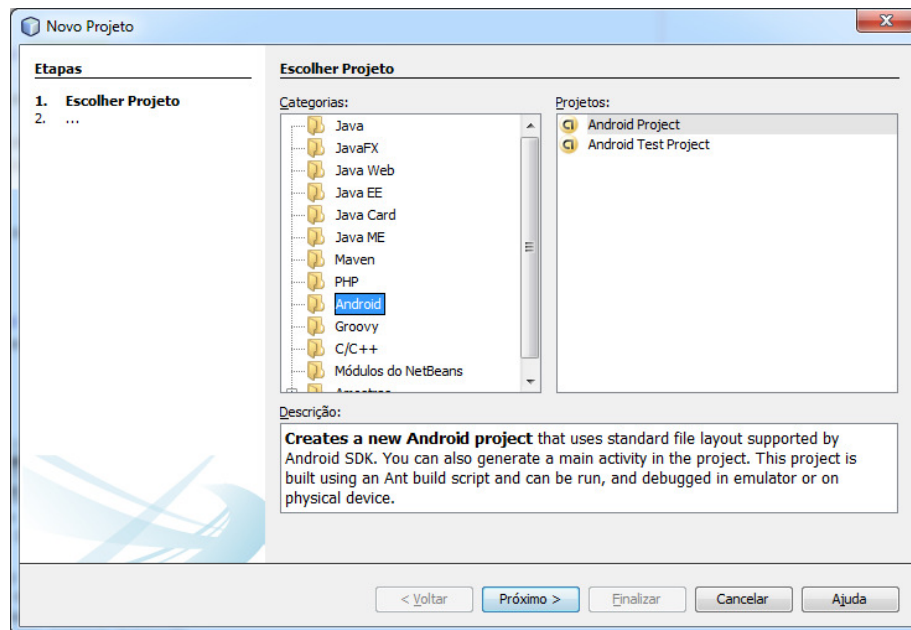 Novo Projeto
Etapas
1. Escolher Projeto
2. ...
Escolher Projeto
Categorias:
Java
JavaFX
Java Web
Java EE
Java Card
Java ME
Maven
PHP
Android
Groovy
C/C++
Módulos do NetBeans
Projetos:
Android Project
Android Test Project
Descrição:
Creates a new Android project that uses standard file layout supported by
Android SDK. You can also generate a main activity in the project. This project is
built using an Ant build script and can be run, and debugged in emulator or on
physical device.
< Voltar
Próximo >
Finalizar
Cancelar
Ajuda